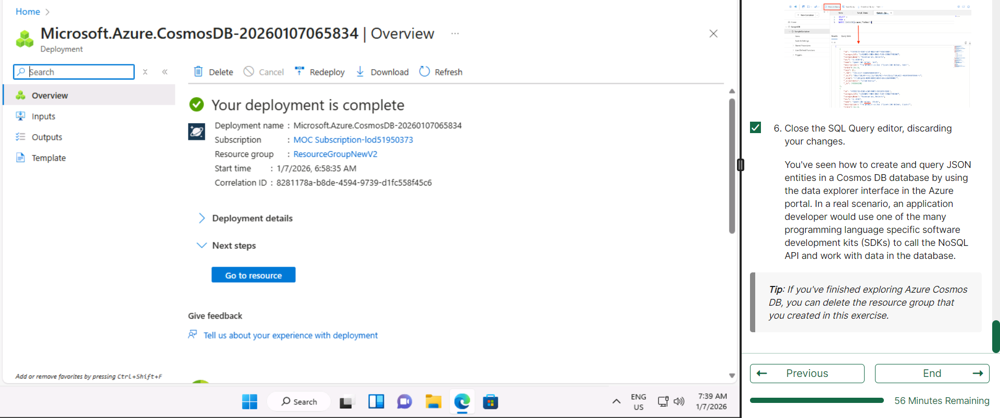 Home
Microsoft.Azure.CosmosDB-20260107065834 | Overview
Deployment
Search
Delete
Cancel
Redeploy
Download
Refresh
Overview
Inputs
Outputs
Template
Your deployment is complete
Deployment name : Microsoft.Azure.CosmosDB-20260107065834
Subscription : MOC Subscription-lod51950373
Resource group : ResourceGroupNewV2
Start time : 1/7/2026, 6:58:35 AM
Correlation ID : 8281178a-b8de-4594-9739-d1fc558f45c6
Deployment details
Next steps
Go to resource
Give feedback
Tell us about your experience with deployment
Add or remove favorites by pressing Ctrl+Shift+F
Search
ENG
US
7:39 AM
1/7/2026
6. Close the SQL Query editor, discarding
your changes.
You've seen how to create and query JSON
entities in a Cosmos DB database by using
the data explorer interface in the Azure
portal. In a real scenario, an application
developer would use one of the many
programming language specific software
development kits (SDKs) to call the NoSQL
API and work with data in the database.
Tip: If you've finished exploring Azure Cosmos
DB, you can delete the resource group that
you created in this exercise.
Previous
End
56 Minutes Remaining